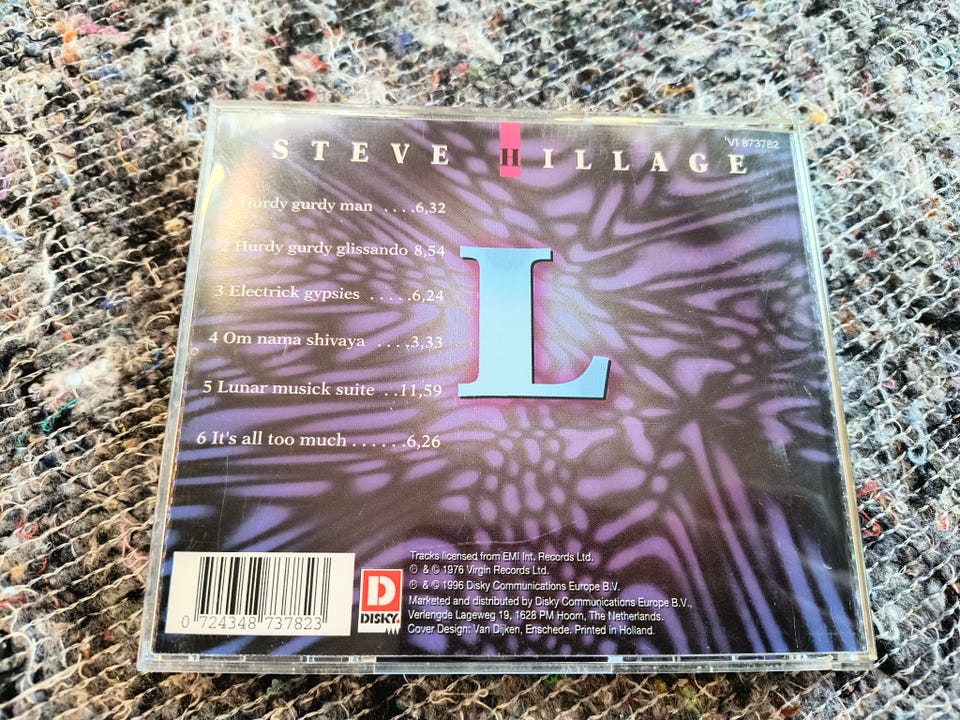 VI 873782
STEVE HILLAGE
1 Hurdy gurdy man ....6,32
2 Hurdy gurdy glissando 8,54
3 Electrick gypsies .....6,24
4 Om nama shivaya ....3,33
5 Lunar musick suite ..11,59
6 It's all too much ......6,26
L
Tracks licensed from EMI Int. Records Ltd.
℗ & © 1976 Virgin Records Ltd.
℗ & © 1996 Disky Communications Europe B.V.
Marketed and distributed by Disky Communications Europe B.V.,
Verlengde Lageweg 19, 1628 PM Hoorn, The Netherlands.
Cover Design: Van Dijken, Enschede. Printed in Holland.
D
DISKY
0 724348 737823